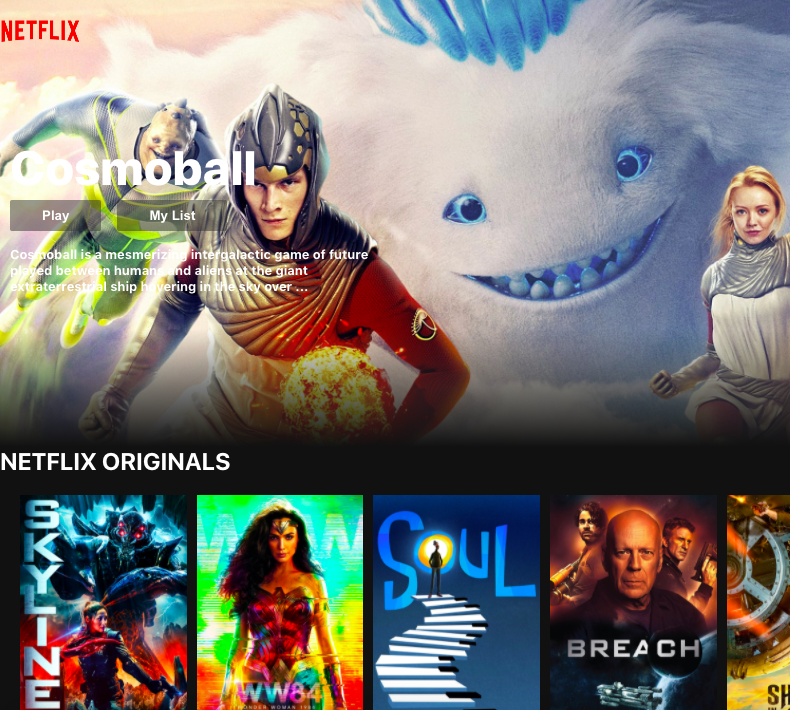 NETFLIX
Cosmoball
Play
My List
Cosmoball is a mesmerizing intergalactic game of future
played between humans and aliens at the giant
extraterrestrial ship hovering in the sky over ...
NETFLIX ORIGINALS
SKYLINE
WW84
WONDER WOMAN 1984
SOUL
BREACH
SH